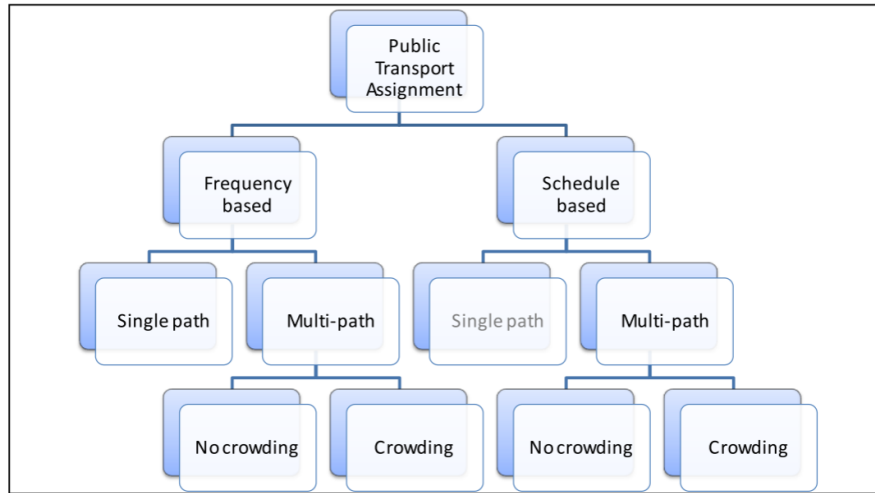 Public
Transport
Assignment
Frequency
based
Schedule
based
Single path
Multi-path
Single path
Multi-path
No crowding
Crowding
No crowding
Crowding